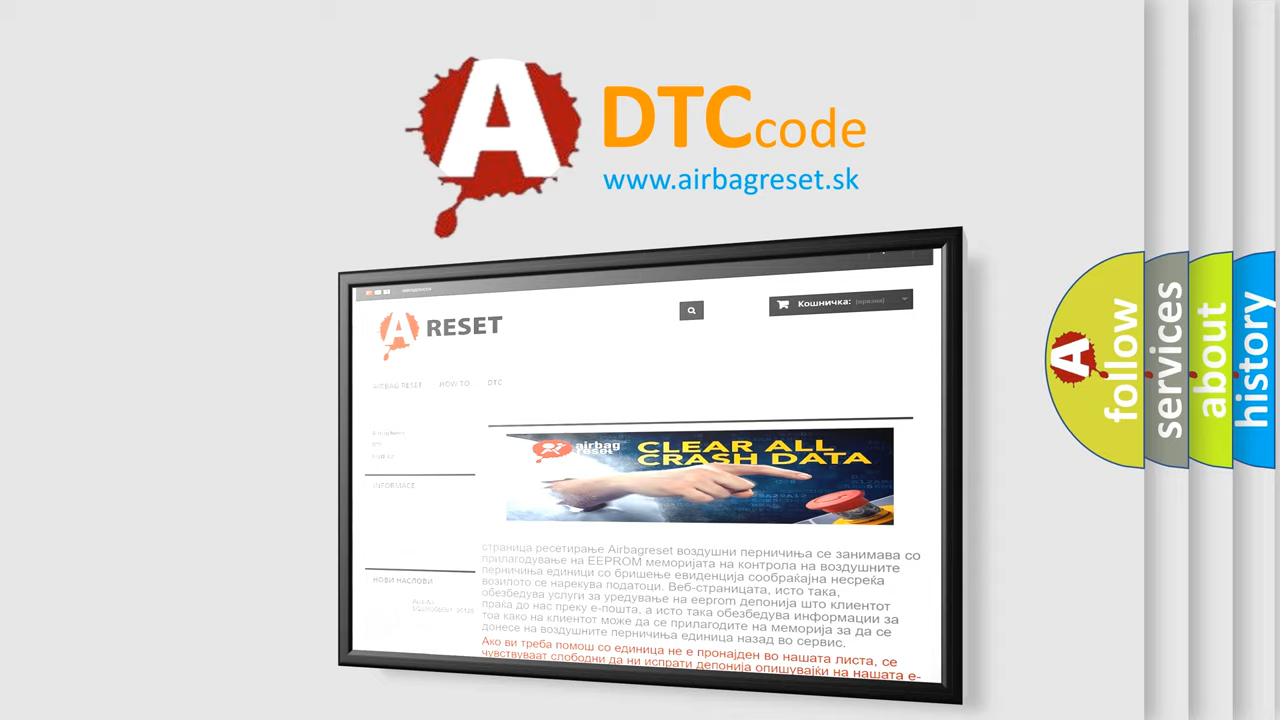 A
DTCcode
www.airbagreset.sk
A RESET
Кошничка: (празна)
AIRBAG RESET HOW TO DTC
INFORMACE
airbag
reset
CLEAR ALL
CRASH DATA
страница ресетирање Airbagreset воздушни перничиња се занимава со
прилагодување на EEPROM меморијата на контрола на воздушните
перничиња единици со бришење евиденција сообраќајна несреќа
возилото се нарекува податоци. Веб-страницата, исто така,
обезбедува услуги за уредување на eeprom депонија што клиентот
праќа до нас преку е-пошта, а исто така обезбедува информации за
тоа како на клиентот може да се прилагодите на меморија за да се
донесе на воздушните перничиња единица назад во сервис.
НОВИ НАСЛОВИ
Ако ви треба помош со единица не е пронајден во нашата листа, се
чувствуваат слободни да ни испрати депонија опишувајќи на нашата е-
A
follow
services
about
history